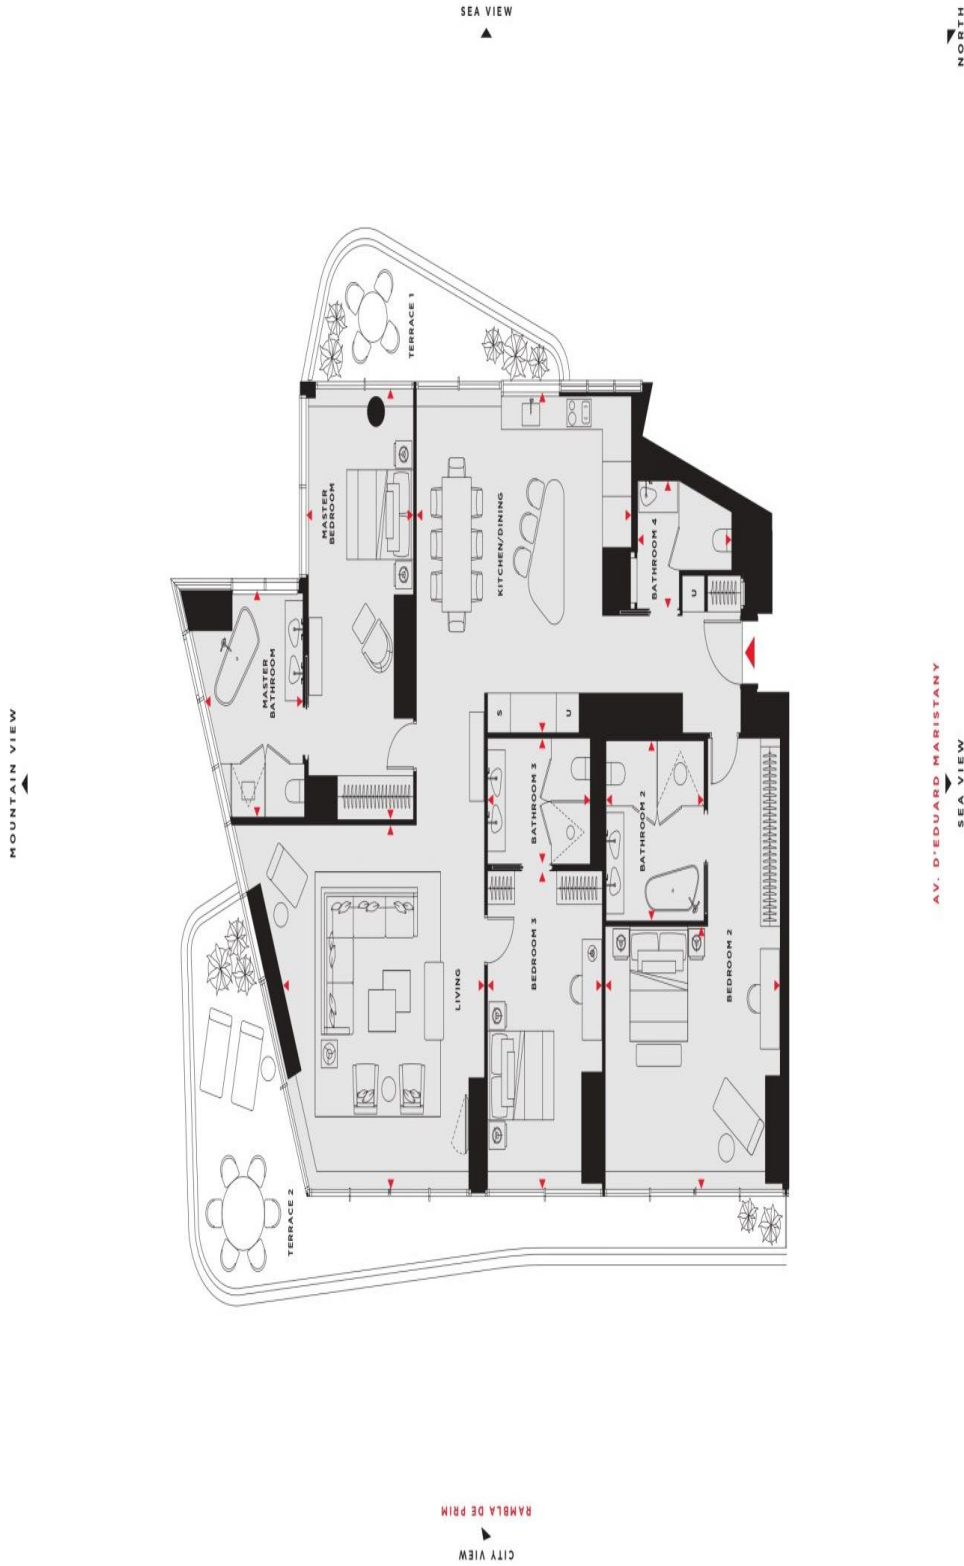 SEA VIEW
NORTH
TERRACE 1
MASTER
BEDROOM
KITCHEN/DINING
BATHROOM 4
U
MASTER
BATHROOM
S
U
MOUNTAIN VIEW
AV. D'EDUARD MARISTANY
SEA VIEW
BATHROOM 3
BATHROOM 2
LIVING
BEDROOM 3
BEDROOM 2
TERRACE 2
RAMBLA DE PRIM
CITY VIEW